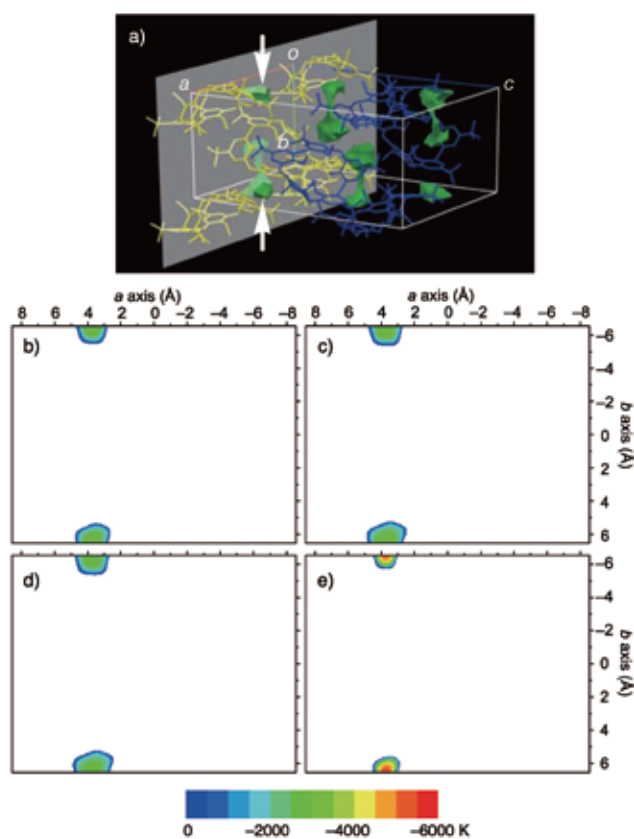 a)
o
a
c
b
a axis (Å) a axis (Å)
8 6 4 2 0 −2 −4 −6 −8 8 6 4 2 0 −2 −4 −6 −8
b) c)
−6
−4
−2
0
2
4
6
b axis (Å)
d) e)
−6
−4
−2
0
2
4
6
b axis (Å)
0 −2000 −4000 −6000 K